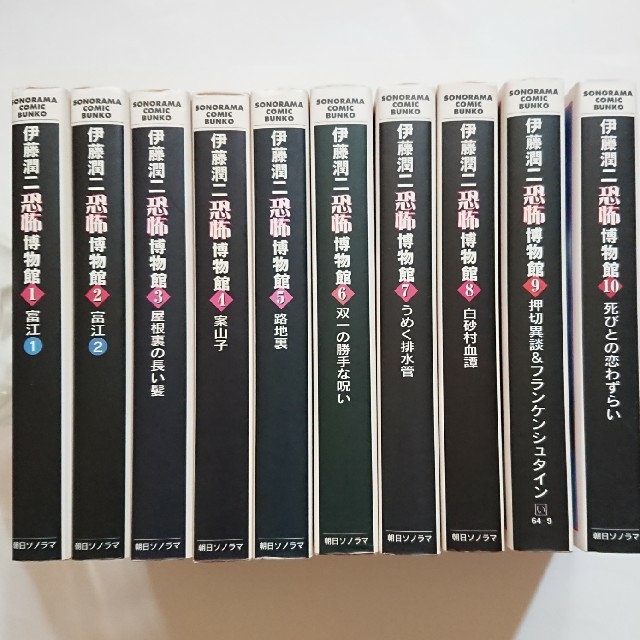 SONORAMA
COMIC
BUNKO
伊藤潤二恐怖博物館 1 富江 1
朝日ソノラマ
SONORAMA
COMIC
BUNKO
伊藤潤二恐怖博物館 2 富江 2
朝日ソノラマ
SONORAMA
COMIC
BUNKO
伊藤潤二恐怖博物館 3 屋根裏の長い髪
朝日ソノラマ
SONORAMA
COMIC
BUNKO
伊藤潤二恐怖博物館 4 案山子
朝日ソノラマ
SONORAMA
COMIC
BUNKO
伊藤潤二恐怖博物館 5 路地裏
朝日ソノラマ
SONORAMA
COMIC
BUNKO
伊藤潤二恐怖博物館 6 双一の勝手な呪い
朝日ソノラマ
SONORAMA
COMIC
BUNKO
伊藤潤二恐怖博物館 7 うめく排水管
朝日ソノラマ
SONORAMA
COMIC
BUNKO
伊藤潤二恐怖博物館 8 白砂村血譚
朝日ソノラマ
SONORAMA
COMIC
BUNKO
伊藤潤二恐怖博物館 9 押切異談&フランケンシュタイン
い
64 9
朝日ソノラマ
SONORAMA
COMIC
BUNKO
伊藤潤二恐怖博物館 10 死びとの恋わずらい
朝日ソノラマ